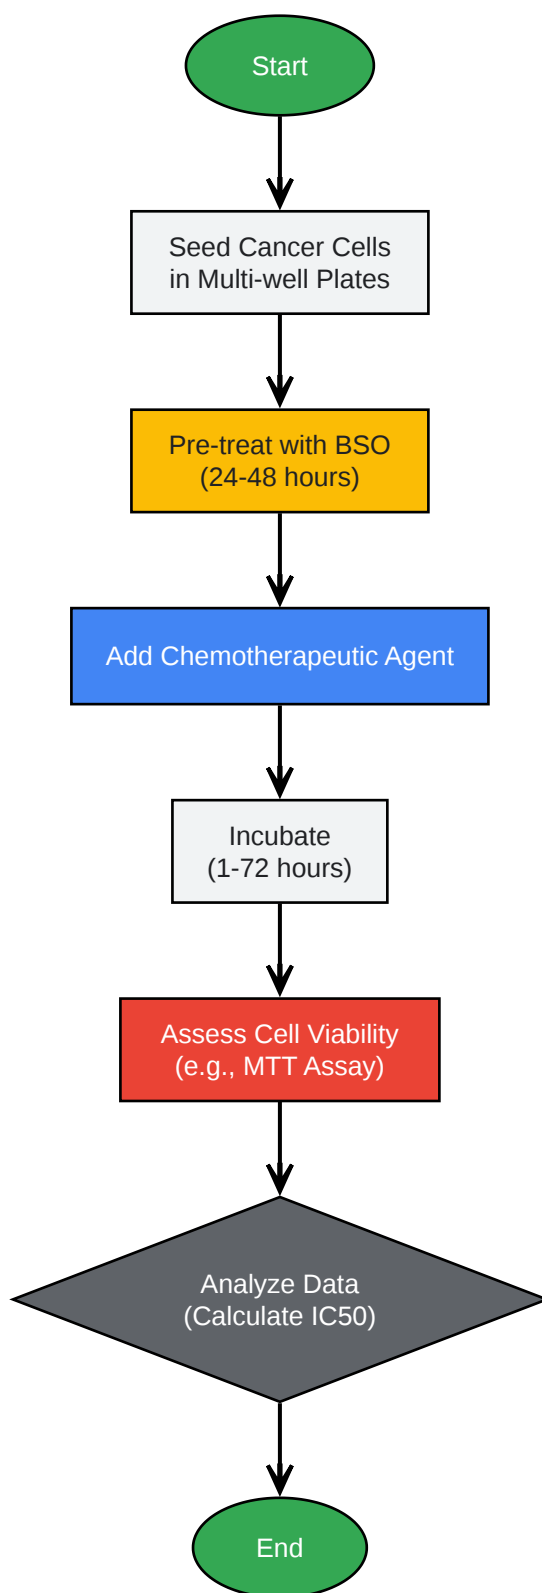 Start
Seed Cancer Cells
in Multi-well Plates
Pre-treat with BSO
(24-48 hours)
Add Chemotherapeutic Agent
Incubate
(1-72 hours)
Assess Cell Viability
(e.g., MTT Assay)
Analyze Data
(Calculate IC50)
End